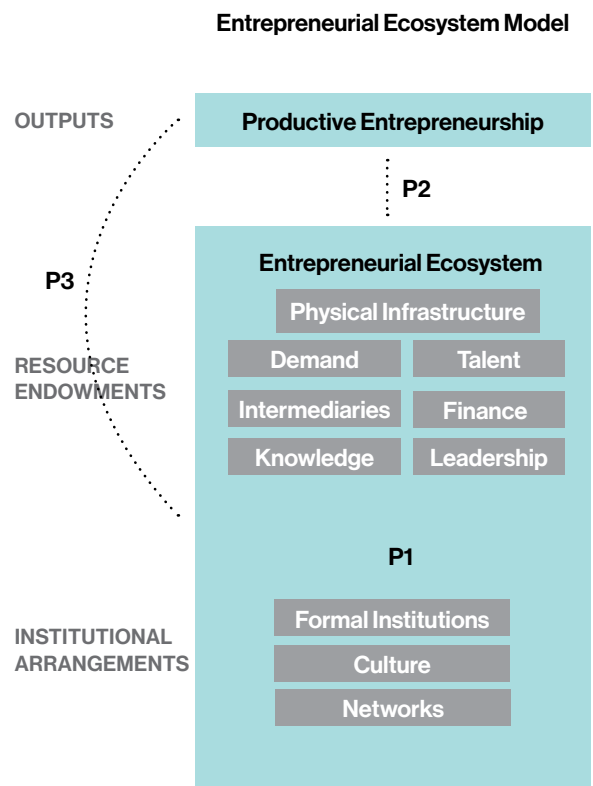 Entrepreneurial Ecosystem Model
OUTPUTS
Productive Entrepreneurship
P2
P3
Entrepreneurial Ecosystem
Physical Infrastructure
RESOURCE
ENDOWMENTS
Demand
Talent
Intermediaries
Finance
Knowledge
Leadership
P1
INSTITUTIONAL
ARRANGEMENTS
Formal Institutions
Culture
Networks